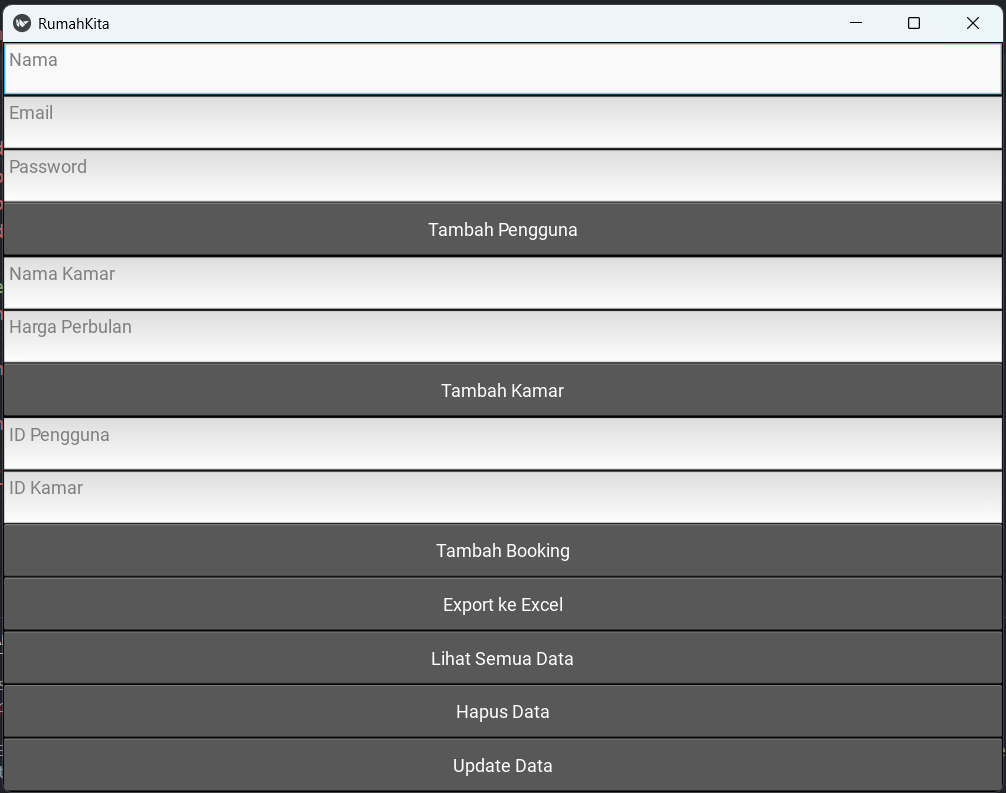 RumahKita
Nama
Email
Password
Tambah Pengguna
Nama Kamar
Harga Perbulan
Tambah Kamar
ID Pengguna
ID Kamar
Tambah Booking
Export ke Excel
Lihat Semua Data
Hapus Data
Update Data